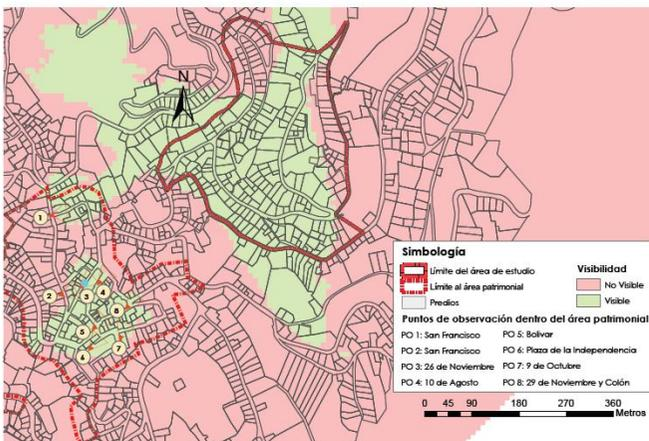 N
1
2
3
4
8
5
6
7
Simbología
Límite del área de estudio
Límite al área patrimonial
Predios
Visibilidad
No Visible
Visible
Puntos de observación dentro del área patrimonial
PO 1: San Francisco
PO 2: San Francisco
PO 3: 26 de Noviembre
PO 4: 10 de Agosto
PO 5: Bolívar
PO 6: Plaza de la Independencia
PO 7: 9 de Octubre
PO 8: 29 de Noviembre y Colón
0 45 90 180 270 360
Metros